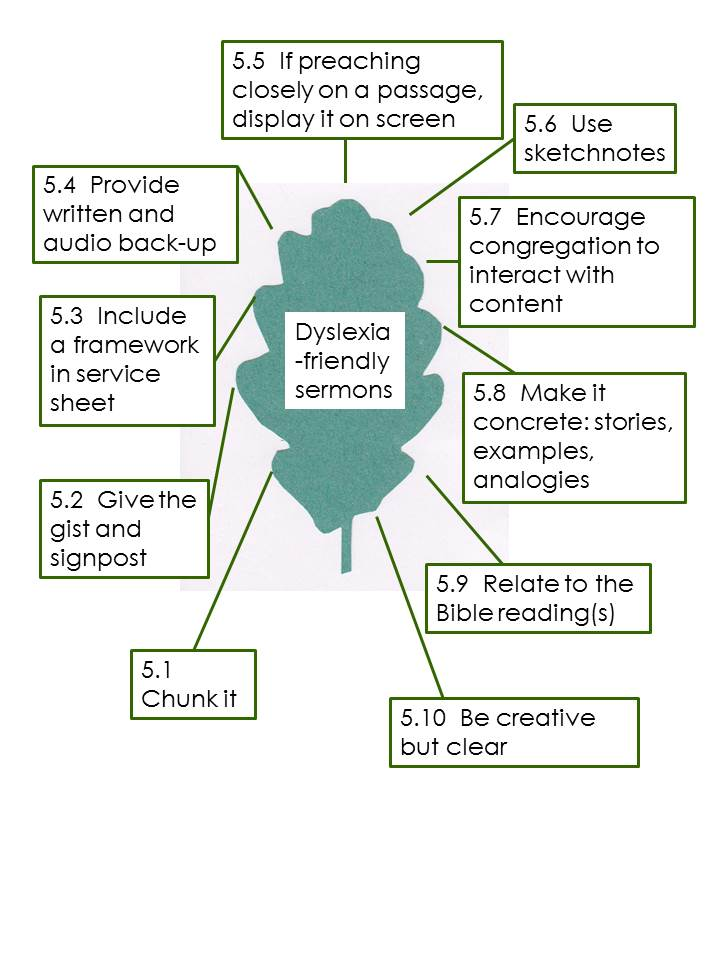 5.5 If preaching
closely on a passage,
display it on screen
5.6 Use
sketchnotes
5.4 Provide
written and
audio back-up
5.7 Encourage
congregation to
interact with
content
5.3 Include
a framework
in service
sheet
Dyslexia
-friendly
sermons
5.8 Make it
concrete: stories,
examples,
analogies
5.2 Give the
gist and
signpost
5.9 Relate to the
Bible reading(s)
5.1
Chunk it
5.10 Be creative
but clear